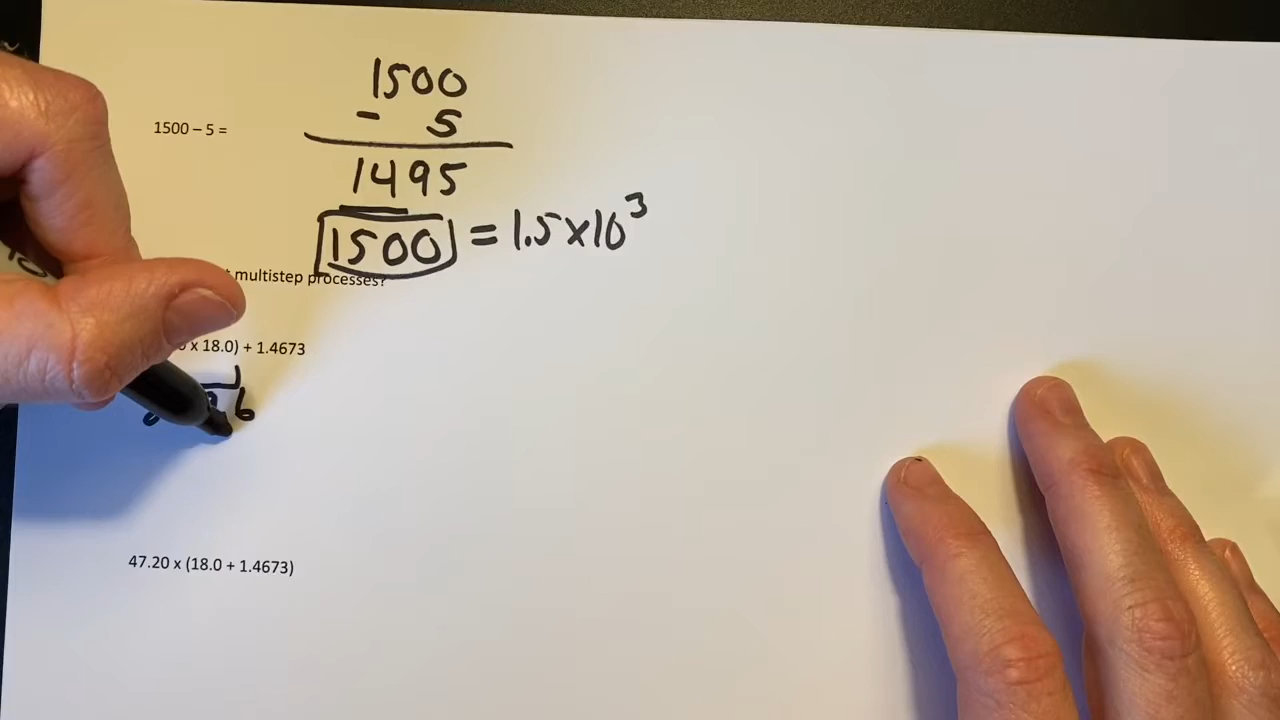 1500
1500 – 5 =
- 5
1495
1500 = 1.5x10³
multistep processes?
x 18.0) + 1.4673
6
47.20 x (18.0 + 1.4673)